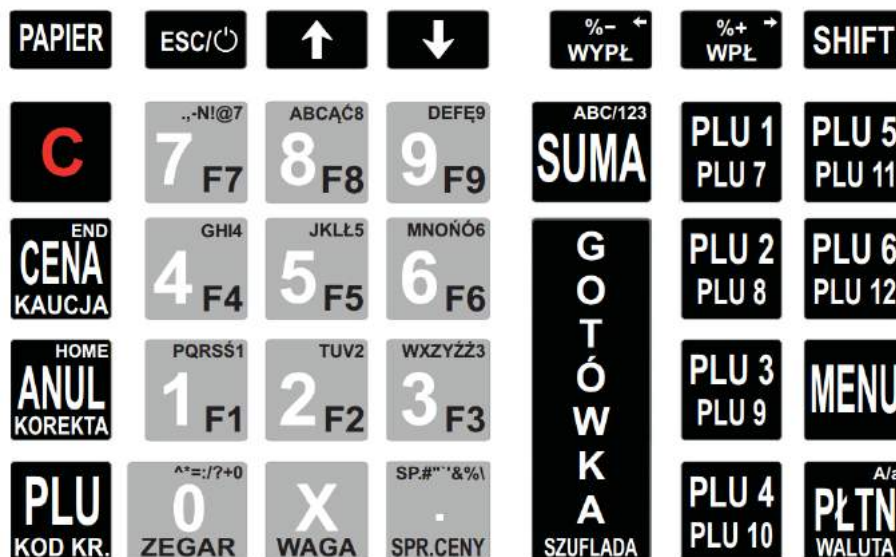 PAPIER
ESC/⏻
↑
↓
%− ←
WYPŁ
%+ →
WPŁ
SHIFT
C
.,-N!@7
7 F7
ABCĄĆ8
8 F8
DEFĘ9
9 F9
ABC/123
SUMA
PLU 1
PLU 7
PLU 5
PLU 11
END
CENA
KAUCJA
GHI4
4 F4
JKLŁ5
5 F5
MNOŃÓ6
6 F6
GOTÓWKA
SZUFLADA
PLU 2
PLU 8
PLU 6
PLU 12
HOME
ANUL
KOREKTA
PQRSŚ1
1 F1
TUV2
2 F2
WXZYŹŻ3
3 F3
PLU 3
PLU 9
MENU
PLU
KOD KR.
^*=:/?+0
0
ZEGAR
X
WAGA
SP.#"`'&%\
.
SPR.CENY
PLU 4
PLU 10
A/a
PŁTN
WALUTA